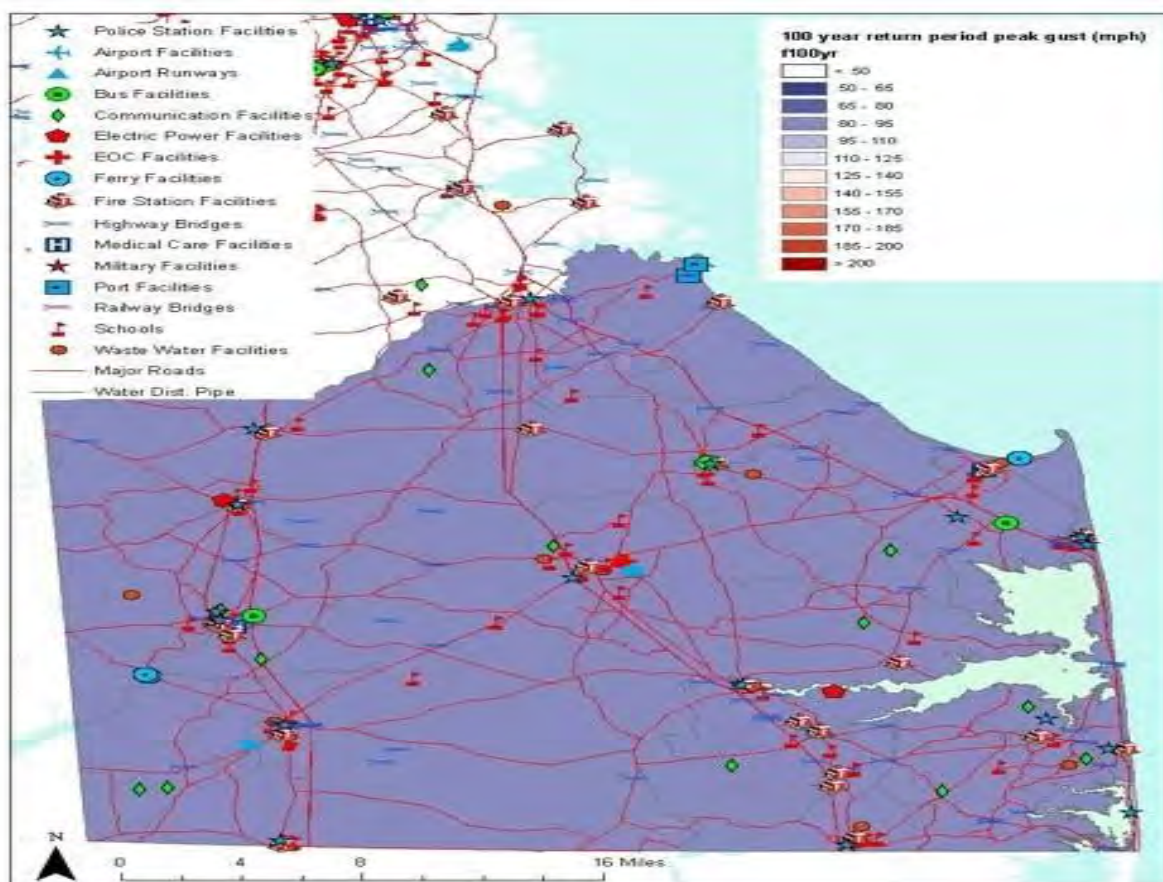 Police Station Facilities
Airport Facilities
Airport Runways
Bus Facilities
Communication Facilities
Electric Power Facilities
EOC Facilities
Ferry Facilities
Fire Station Facilities
Highway Bridges
Medical Care Facilities
Military Facilities
Port Facilities
Railway Bridges
Schools
Waste Water Facilities
Major Roads
Water Dist. Pipe
100 year return period peak gust (mph)
f100yr
< 50
50 - 65
65 - 80
80 - 95
95 - 110
110 - 125
125 - 140
140 - 155
155 - 170
170 - 185
185 - 200
> 200
N
0 4 8 16 Miles